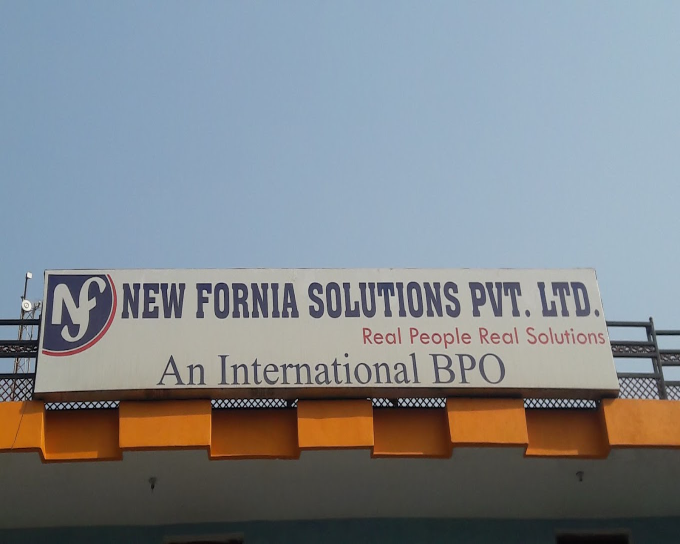 nf NEW FORNIA SOLUTIONS PVT. LTD.
Real People Real Solutions
An International BPO